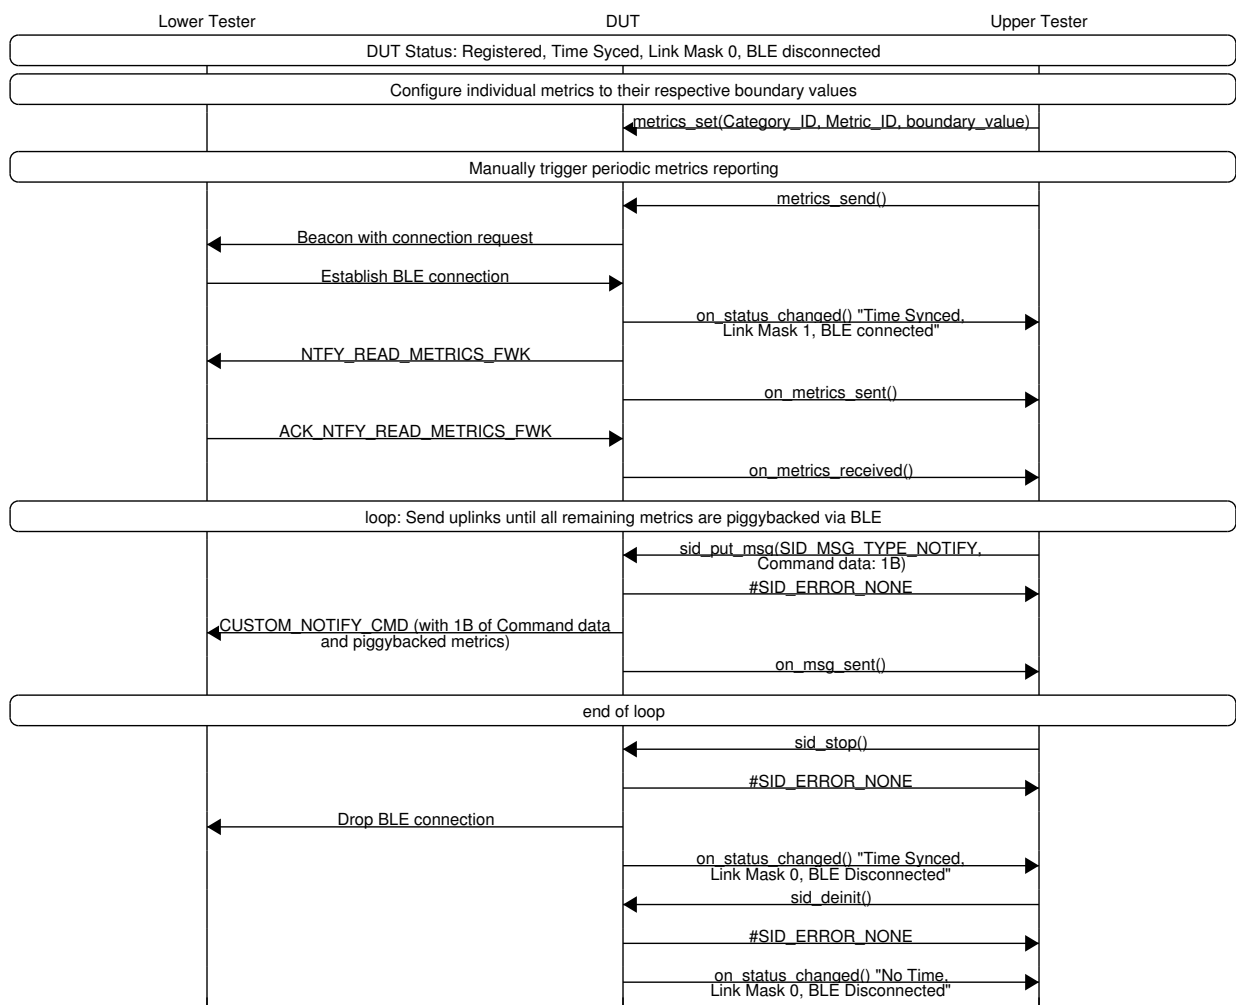 Lower Tester DUT Upper Tester
DUT Status: Registered, Time Syced, Link Mask 0, BLE disconnected
Configure individual metrics to their respective boundary values
metrics_set(Category_ID, Metric_ID, boundary_value)
Manually trigger periodic metrics reporting
metrics_send()
Beacon with connection request
Establish BLE connection
on_status_changed() "Time Synced,
Link Mask 1, BLE connected"
NTFY_READ_METRICS_FWK
on_metrics_sent()
ACK_NTFY_READ_METRICS_FWK
on_metrics_received()
loop: Send uplinks until all remaining metrics are piggybacked via BLE
sid_put_msg(SID_MSG_TYPE_NOTIFY,
Command data: 1B)
#SID_ERROR_NONE
CUSTOM_NOTIFY_CMD (with 1B of Command data
and piggybacked metrics)
on_msg_sent()
end of loop
sid_stop()
#SID_ERROR_NONE
Drop BLE connection
on_status_changed() "Time Synced,
Link Mask 0, BLE Disconnected"
sid_deinit()
#SID_ERROR_NONE
on_status_changed() "No Time,
Link Mask 0, BLE Disconnected"